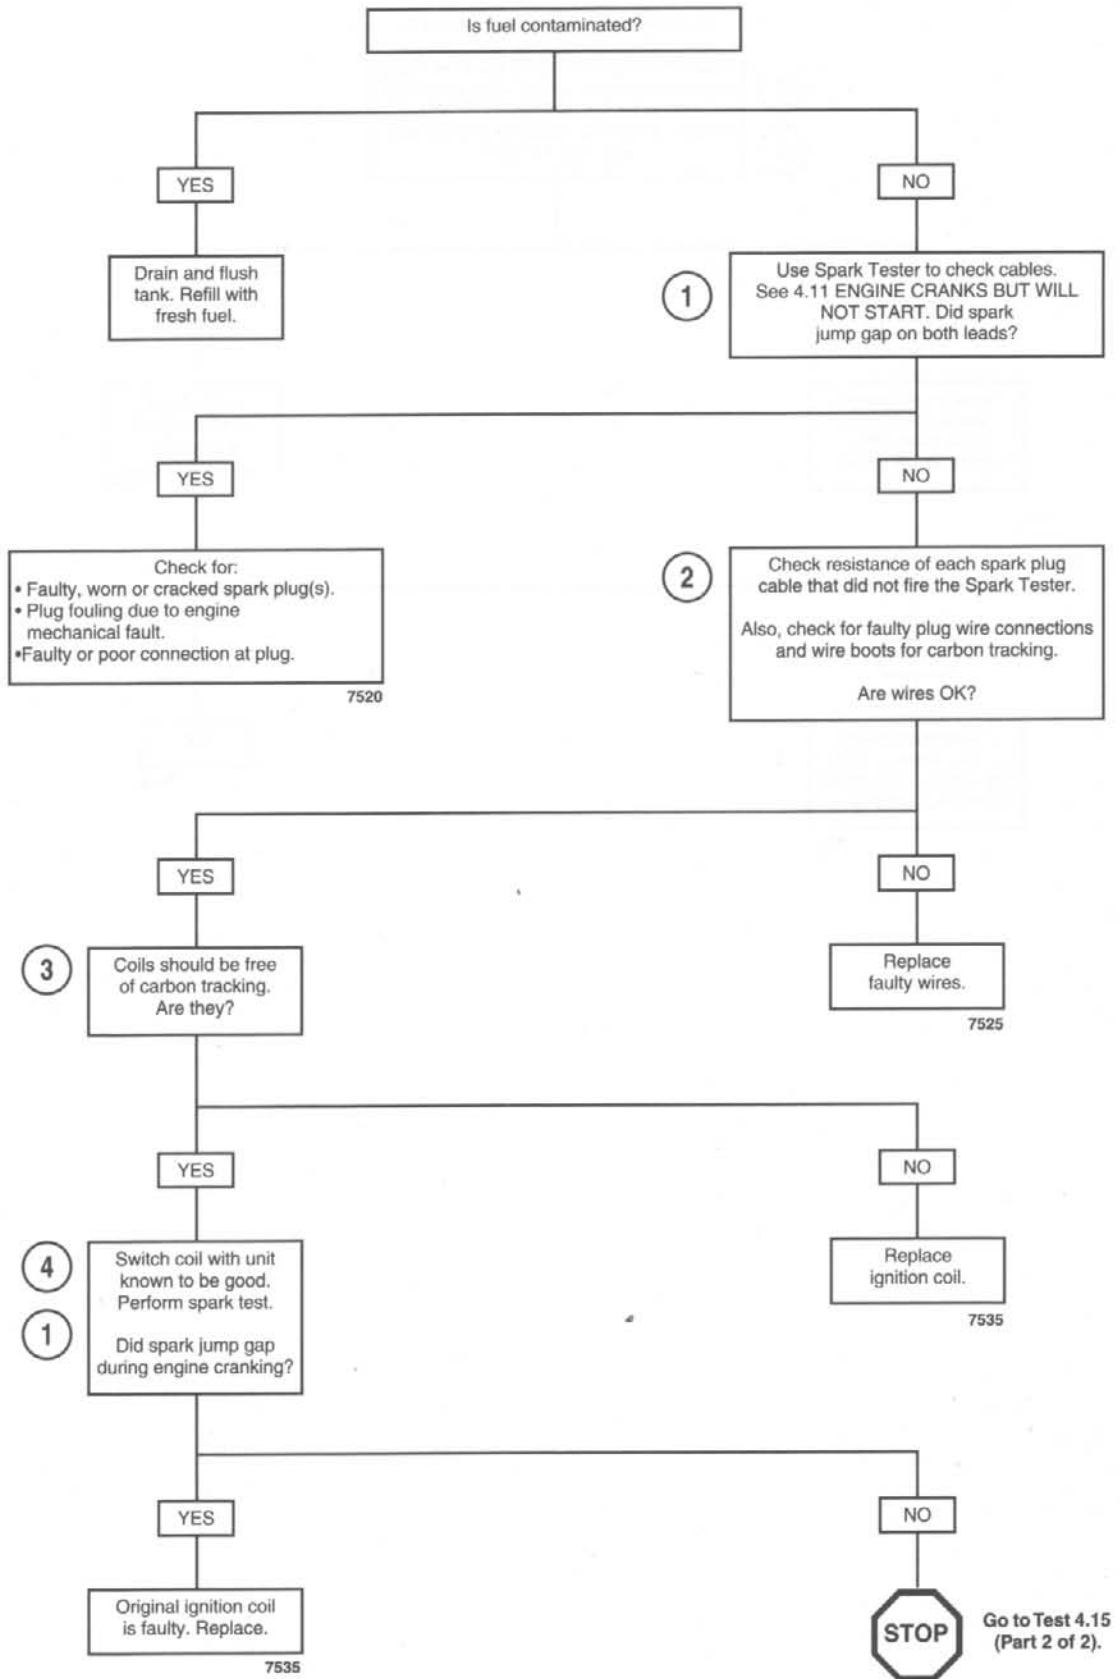 Is fuel contaminated?
YES
NO
Drain and flush
tank. Refill with
fresh fuel.
1
Use Spark Tester to check cables.
See 4.11 ENGINE CRANKS BUT WILL
NOT START. Did spark
jump gap on both leads?
YES
NO
Check for:
• Faulty, worn or cracked spark plug(s).
• Plug fouling due to engine
mechanical fault.
•Faulty or poor connection at plug.
7520
2
Check resistance of each spark plug
cable that did not fire the Spark Tester.
Also, check for faulty plug wire connections
and wire boots for carbon tracking.
Are wires OK?
YES
NO
3
Coils should be free
of carbon tracking.
Are they?
Replace
faulty wires.
7525
YES
NO
4
1
Switch coil with unit
known to be good.
Perform spark test.
Did spark jump gap
during engine cranking?
Replace
ignition coil.
7535
YES
NO
Original ignition coil
is faulty. Replace.
7535
STOP
Go to Test 4.15
(Part 2 of 2).